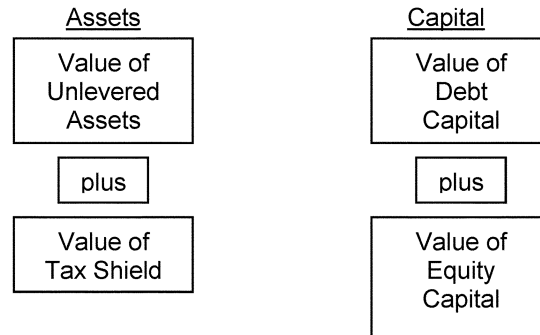 Assets
Value of
Unlevered
Assets
plus
Value of
Tax Shield
Capital
Value of
Debt
Capital
plus
Value of
Equity
Capital